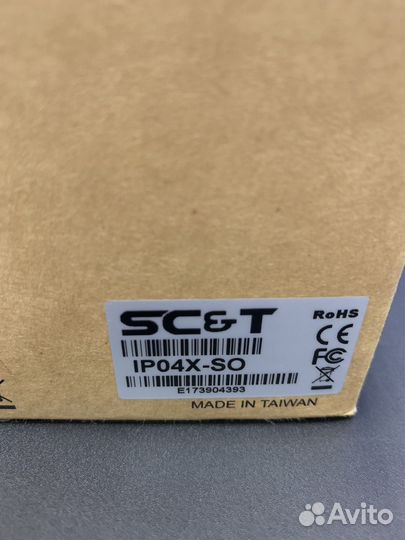 SC&T
RoHS
CE
FC
IP04X-SO
E173904393
MADE IN TAIWAN
Avito